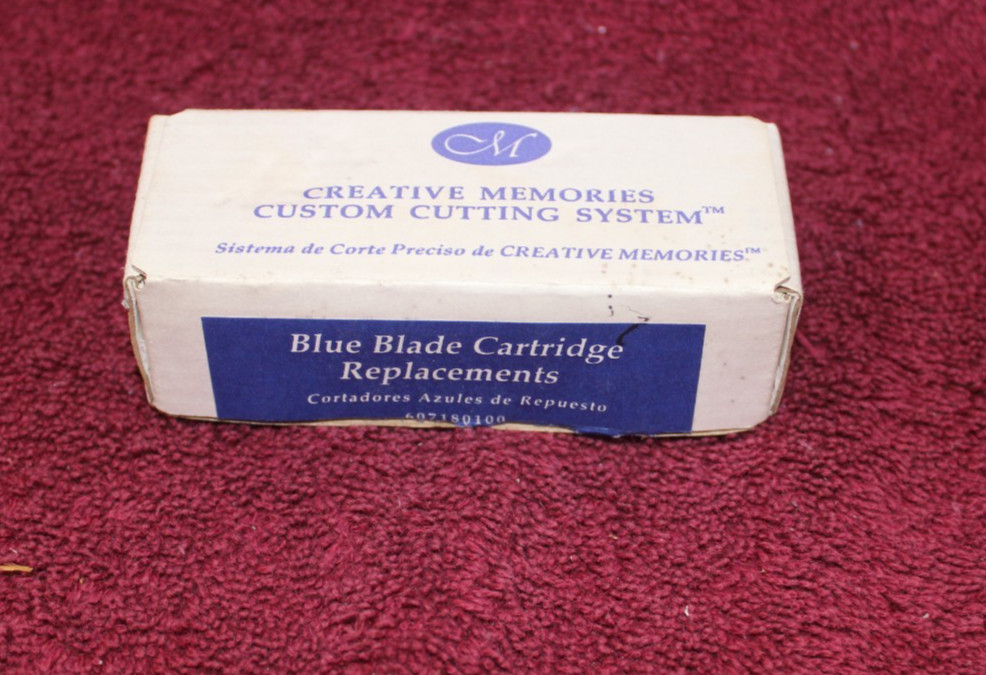 CM
CREATIVE MEMORIES
CUSTOM CUTTING SYSTEM™
Sistema de Corte Preciso de CREATIVE MEMORIES™
Blue Blade Cartridge
Replacements
Cortadores Azules de Repuesto
607180100